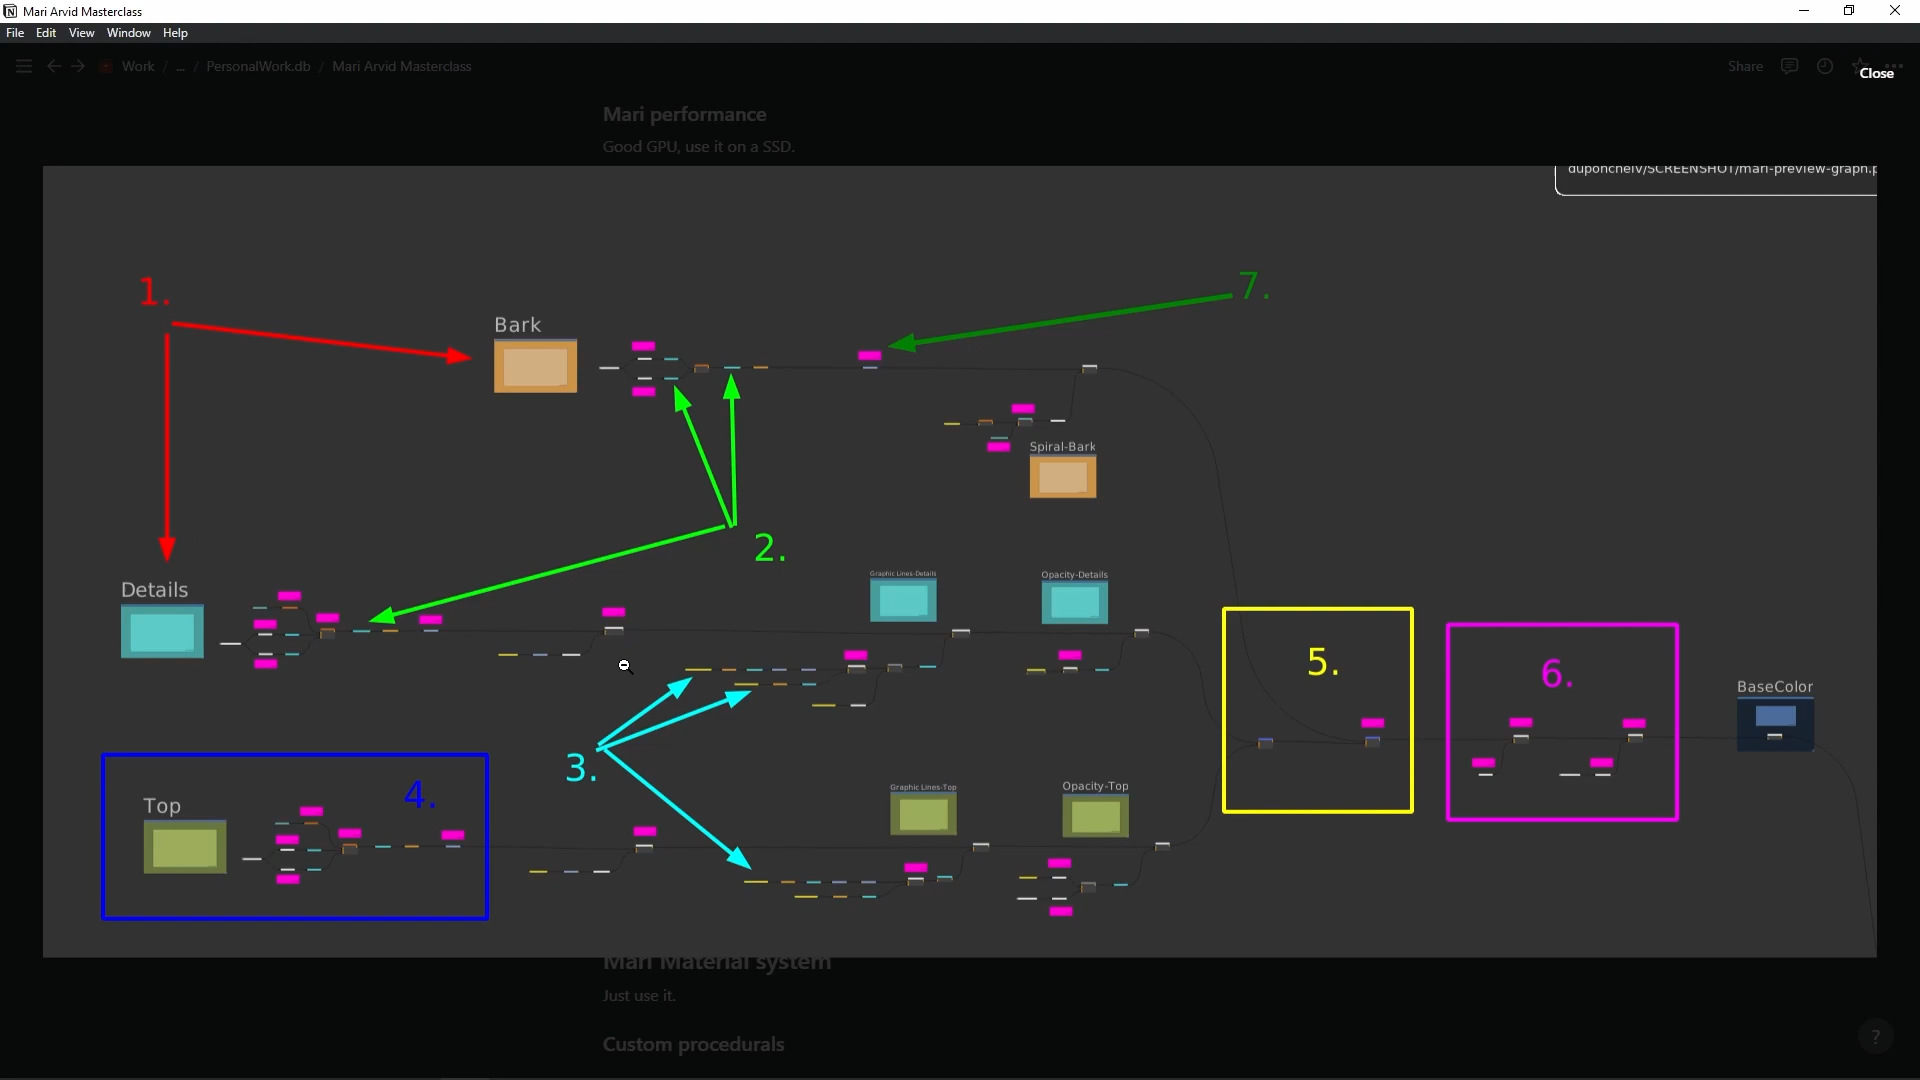 Mari Arvid Masterclass
File Edit View Window Help
Work / ... / PersonalWork.db / Mari Arvid Masterclass
Share
Close
Mari performance
Good GPU, use it on a SSD.
duponchelv/SCREENSHOT/mari-preview-graph.p
1.
7.
Bark
Spiral-Bark
2.
Details
Graphic Lines-Details
Opacity-Details
5.
6.
BaseColor
3.
4.
Top
Graphic Lines-Top
Opacity-Top
Mari Material system
Just use it.
Custom procedurals
?